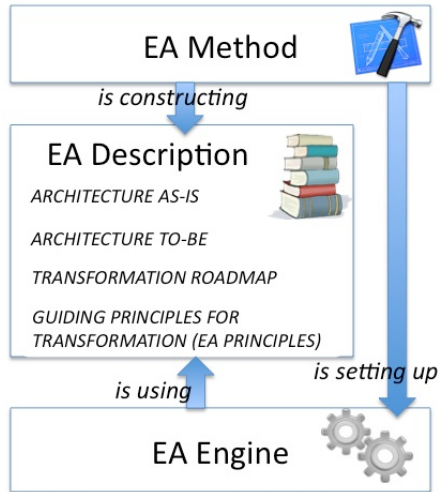 EA Method
is constructing
EA Description
ARCHITECTURE AS-IS
ARCHITECTURE TO-BE
TRANSFORMATION ROADMAP
GUIDING PRINCIPLES FOR
TRANSFORMATION (EA PRINCIPLES)
is setting up
is using
EA Engine